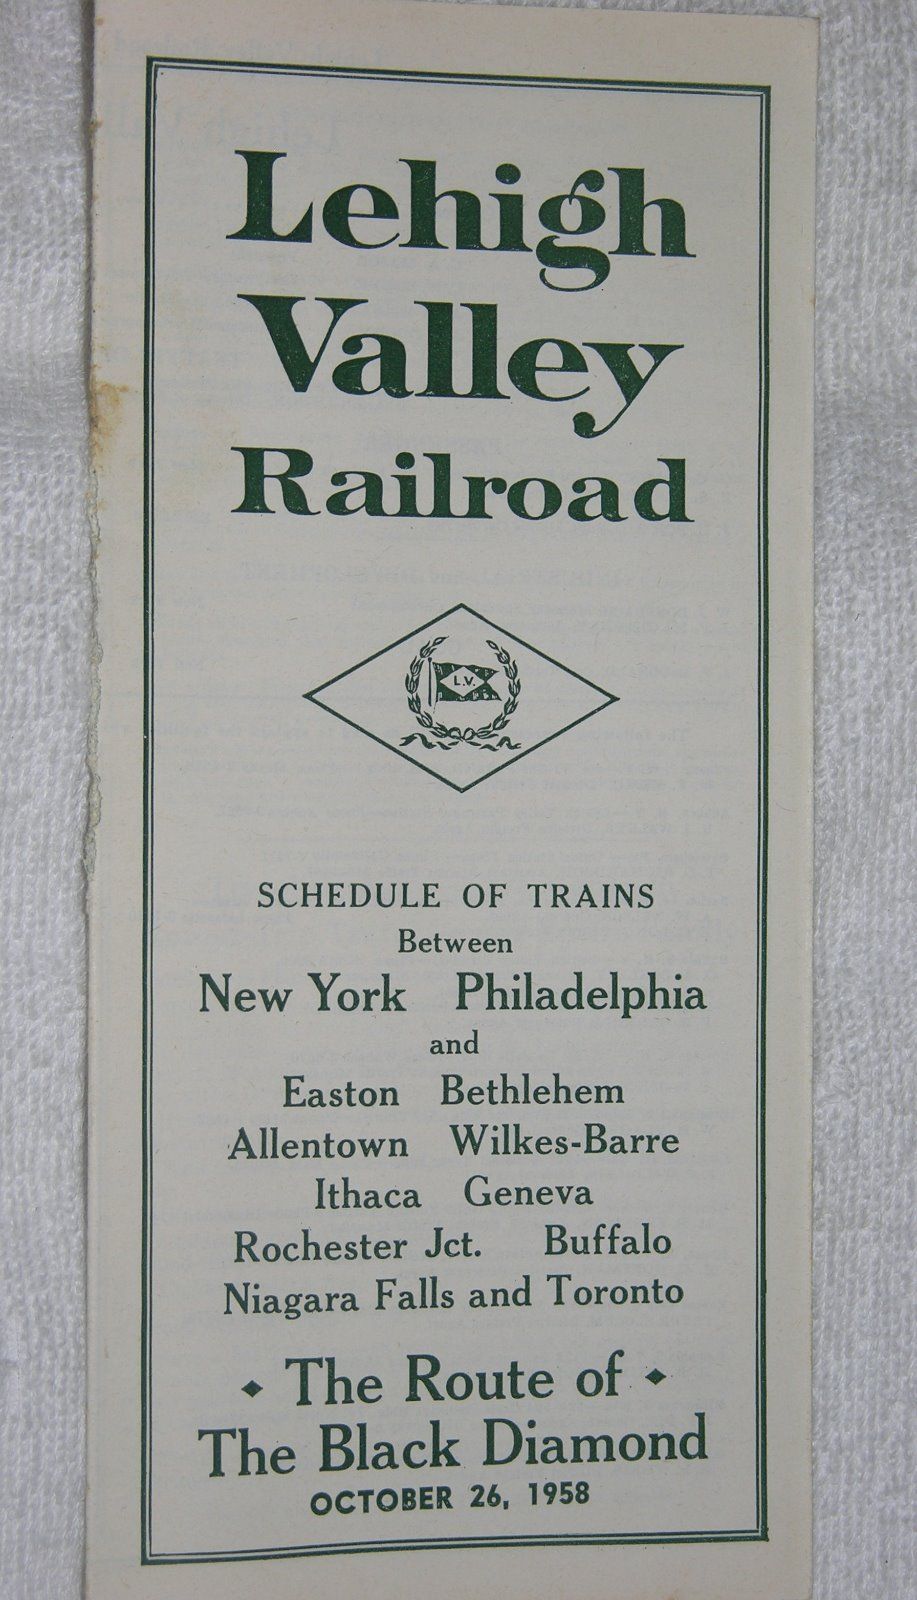 Lehigh
Valley
Railroad
L.V.
SCHEDULE OF TRAINS
Between
New York Philadelphia
and
Easton Bethlehem
Allentown Wilkes-Barre
Ithaca Geneva
Rochester Jct. Buffalo
Niagara Falls and Toronto
The Route of
The Black Diamond
OCTOBER 26, 1958